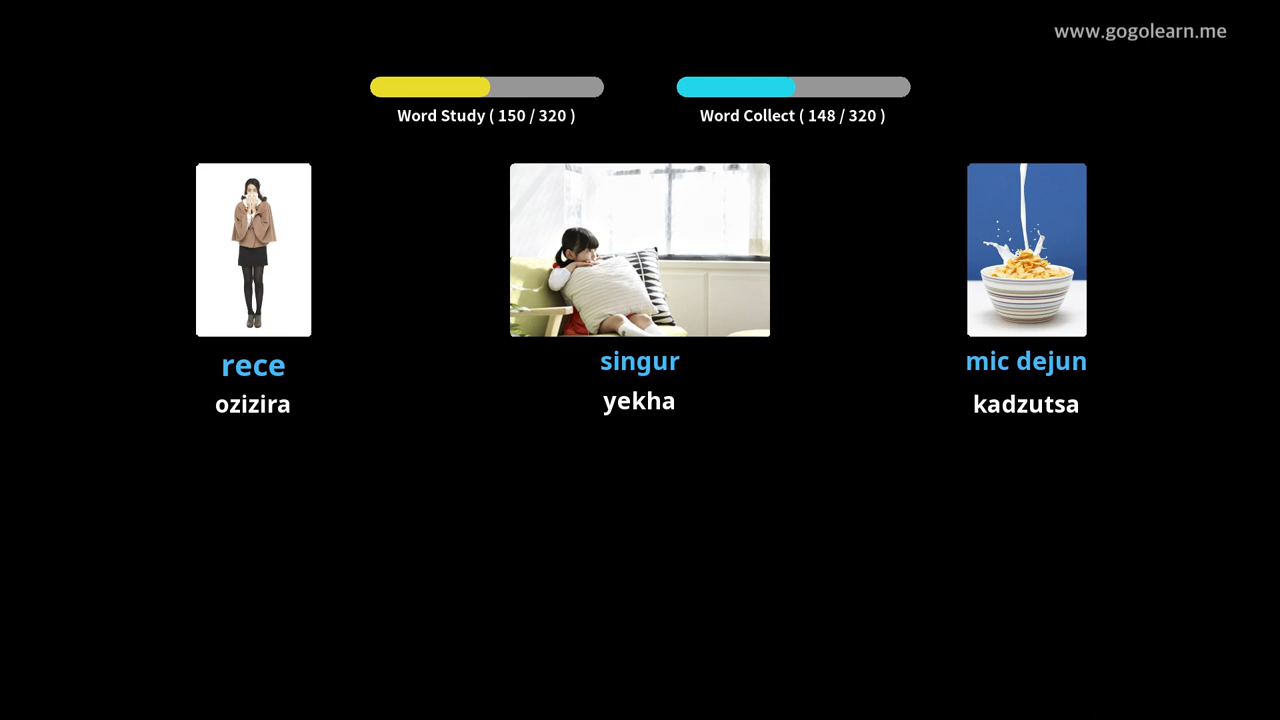 www.gogolearn.me
Word Study ( 150 / 320 )
Word Collect ( 148 / 320 )
rece
ozizira
singur
yekha
mic dejun
kadzutsa